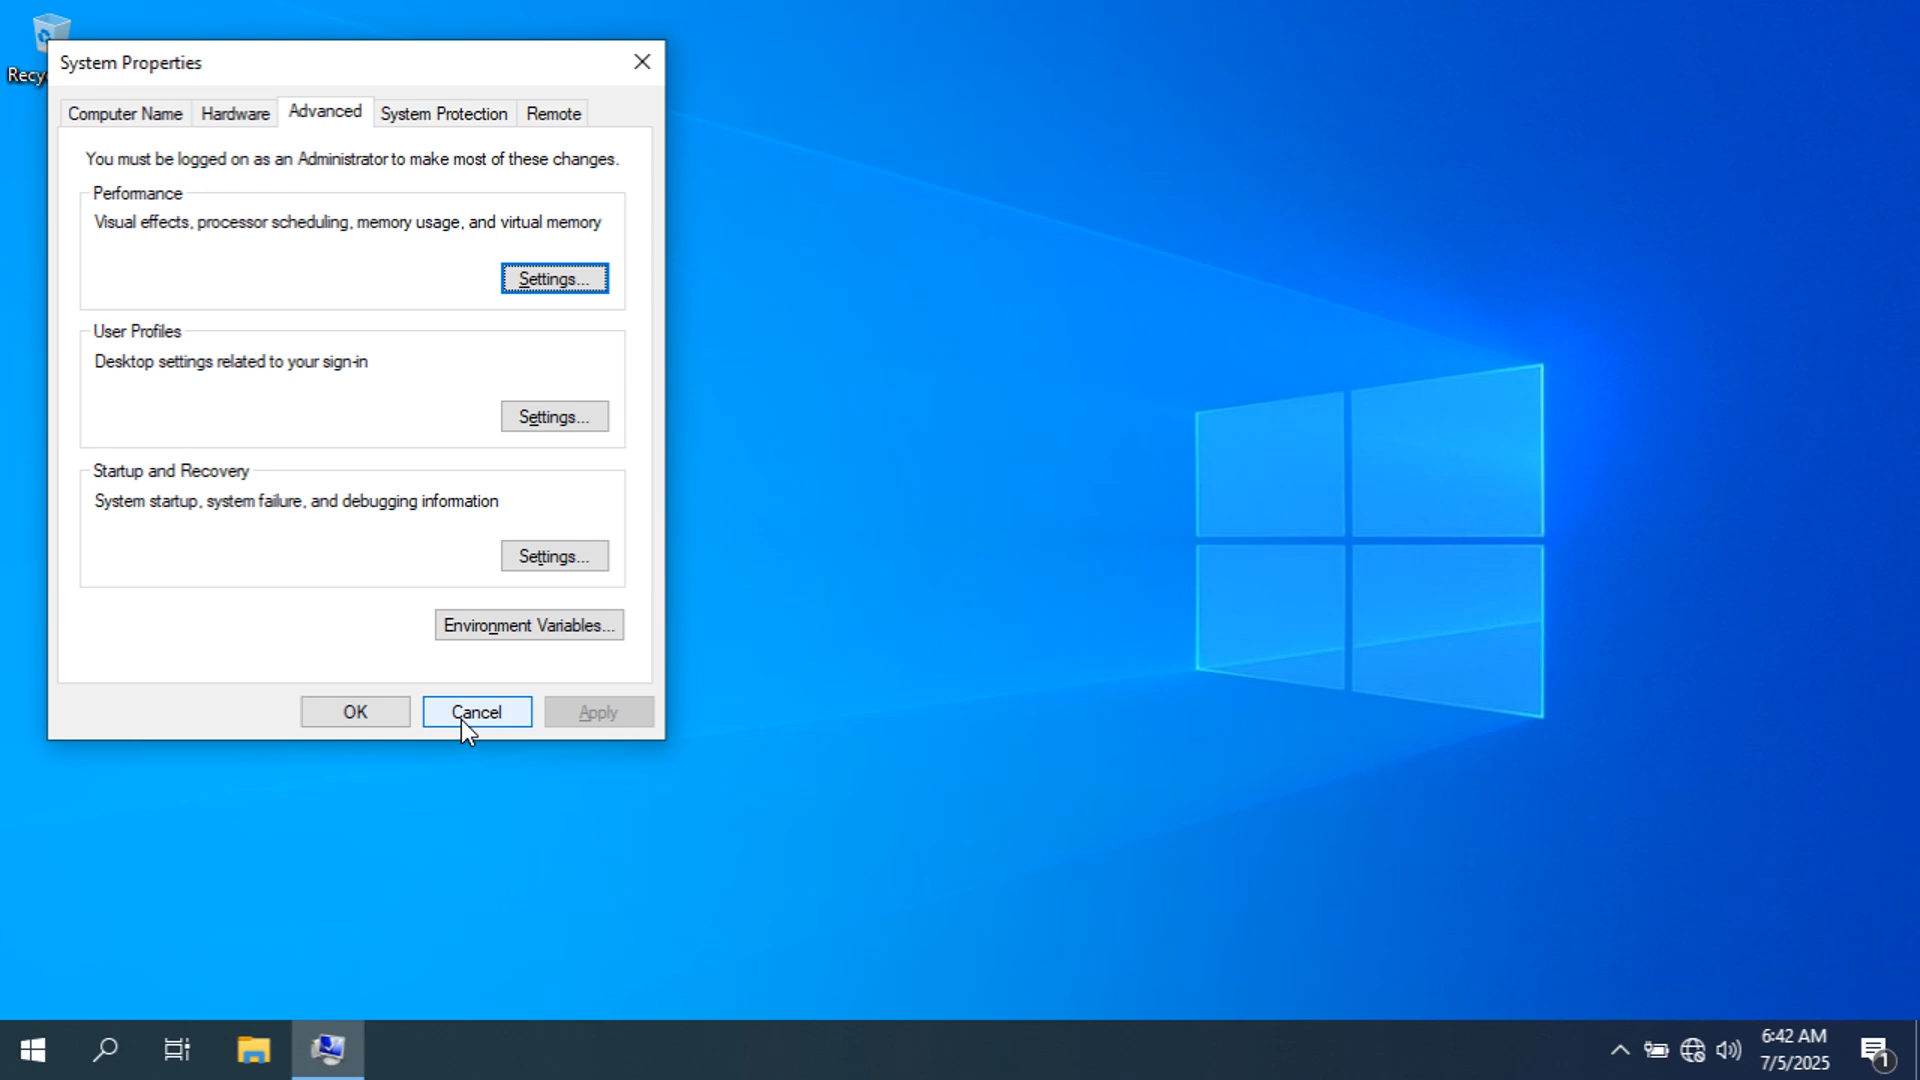 Recy
System Properties
Computer Name
Hardware
Advanced
System Protection
Remote
You must be logged on as an Administrator to make most of these changes.
Performance
Visual effects, processor scheduling, memory usage, and virtual memory
Settings...
User Profiles
Desktop settings related to your sign-in
Settings...
Startup and Recovery
System startup, system failure, and debugging information
Settings...
Environment Variables...
OK
Cancel
Apply
6:42 AM
7/5/2025
1